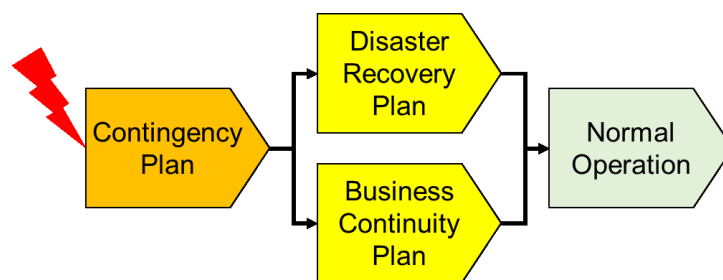 Contingency
Plan
Disaster
Recovery
Plan
Business
Continuity
Plan
Normal
Operation